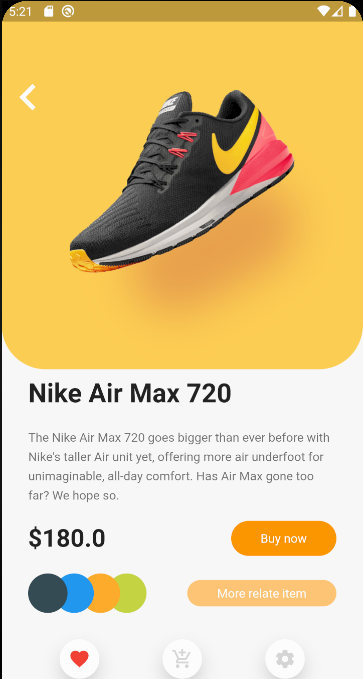 5:21
NIKE
Nike Air Max 720
The Nike Air Max 720 goes bigger than ever before with
Nike's taller Air unit yet, offering more air underfoot for
unimaginable, all-day comfort. Has Air Max gone too
far? We hope so.
$180.0
Buy now
More relate item